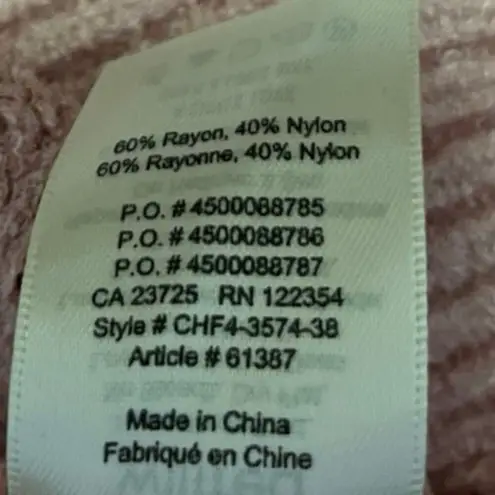 60% Rayon, 40% Nylon
60% Rayonne, 40% Nylon
P.O. # 4500088785
P.O. # 4500088786
P.O. # 4500088787
CA 23725 RN 122354
Style # CHF4-3574-38
Article # 61387
Made in China
Fabriqué en Chine